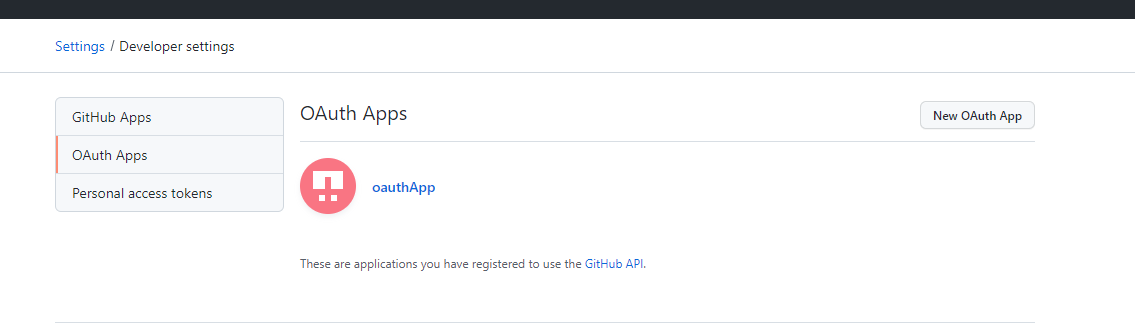 Settings / Developer settings
GitHub Apps
OAuth Apps
Personal access tokens
OAuth Apps
New OAuth App
oauthApp
These are applications you have registered to use the GitHub API.